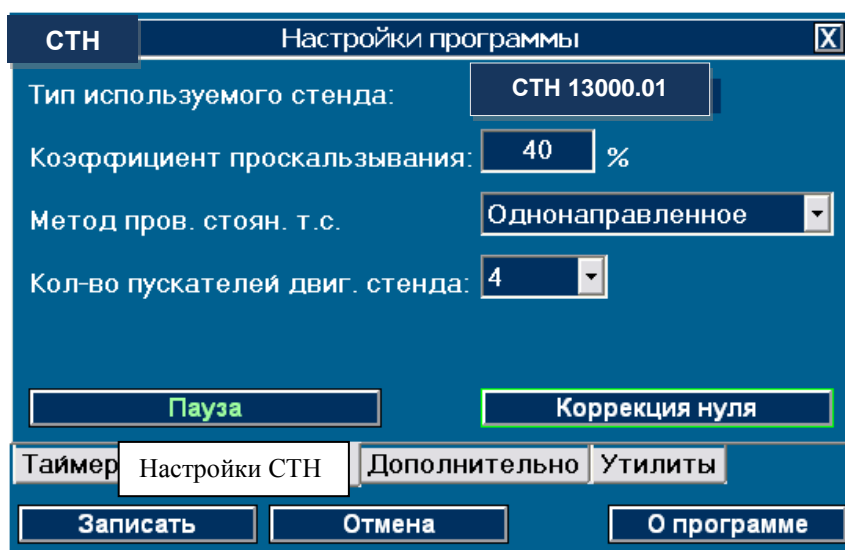 СТН Настройки программы X
Тип используемого стенда: СТН 13000.01
Коэффициент проскальзывания: 40 %
Метод пров. стоян. т.с. Однонаправленное
Кол-во пускателей двиг. стенда: 4
Пауза Коррекция нуля
Таймер Настройки СТН Дополнительно Утилиты
Записать Отмена О программе